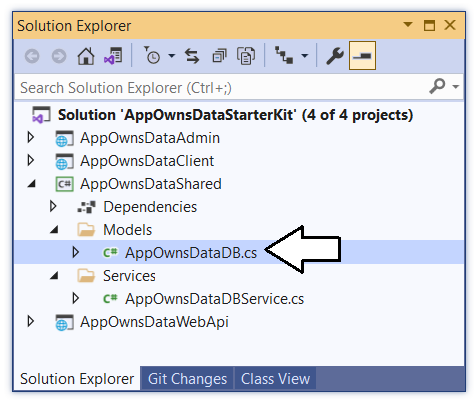 Solution Explorer
Search Solution Explorer (Ctrl+;)
Solution 'AppOwnsDataStarterKit' (4 of 4 projects)
AppOwnsDataAdmin
AppOwnsDataClient
C# AppOwnsDataShared
Dependencies
Models
C# AppOwnsDataDB.cs
Services
C# AppOwnsDataDBService.cs
AppOwnsDataWebApi
Solution Explorer Git Changes Class View